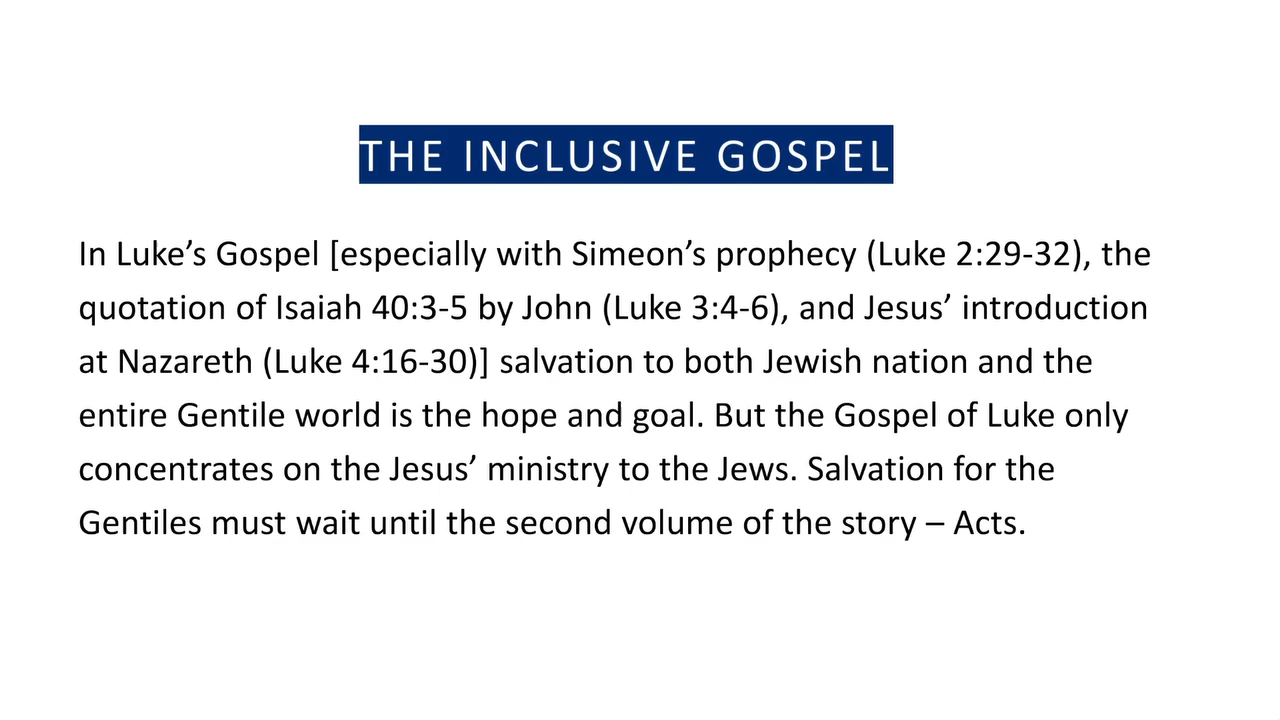 THE INCLUSIVE GOSPEL
In Luke’s Gospel [especially with Simeon’s prophecy (Luke 2:29-32), the
quotation of Isaiah 40:3-5 by John (Luke 3:4-6), and Jesus’ introduction
at Nazareth (Luke 4:16-30)] salvation to both Jewish nation and the
entire Gentile world is the hope and goal. But the Gospel of Luke only
concentrates on the Jesus’ ministry to the Jews. Salvation for the
Gentiles must wait until the second volume of the story – Acts.